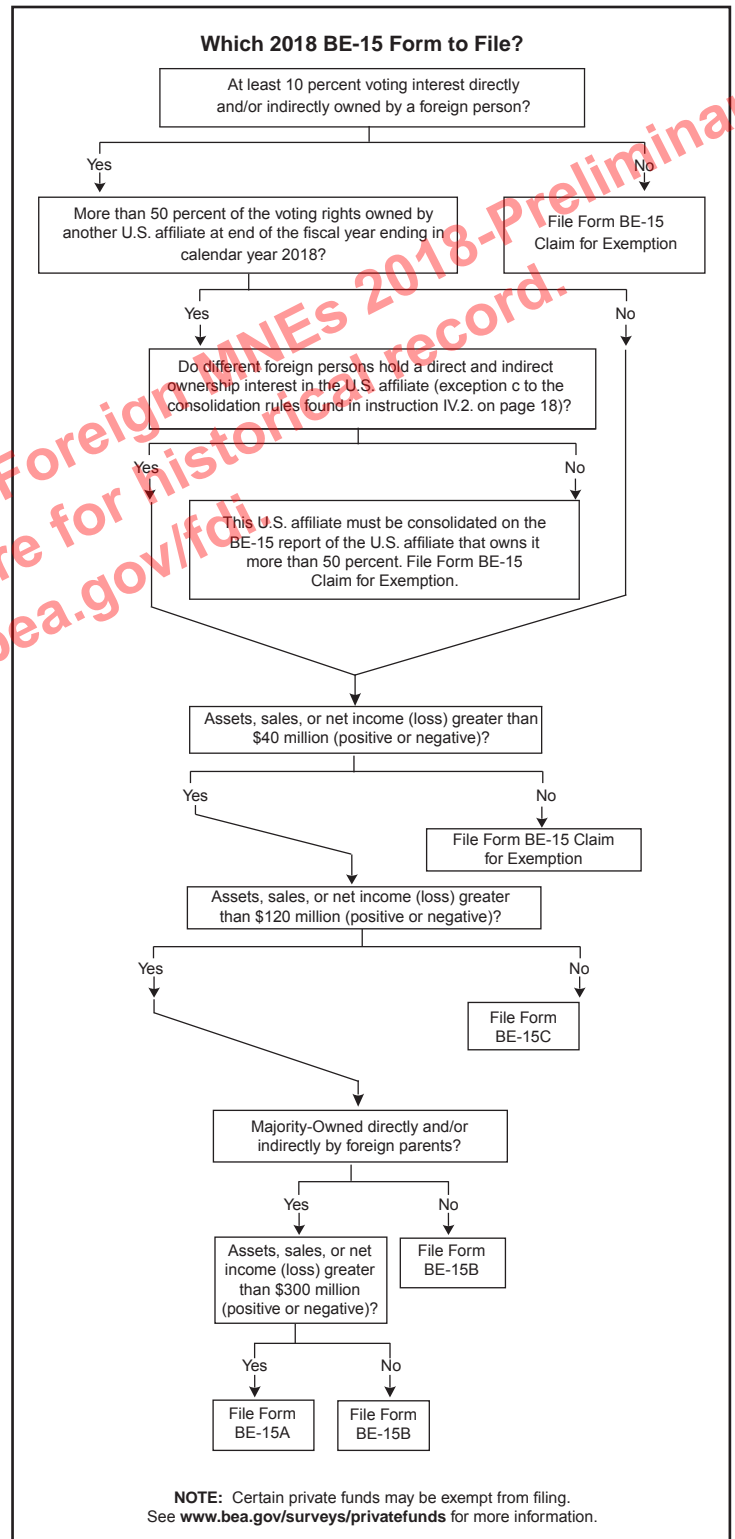 Which 2018 BE-15 Form to File?
At least 10 percent voting interest directly
and/or indirectly owned by a foreign person?
Yes
No
More than 50 percent of the voting rights owned by
another U.S. affiliate at end of the fiscal year ending in
calendar year 2018?
File Form BE-15
Claim for Exemption
Yes
No
Do different foreign persons hold a direct and indirect
ownership interest in the U.S. affiliate (exception c to the
consolidation rules found in instruction IV.2. on page 18)?
Yes
No
This U.S. affiliate must be consolidated on the
BE-15 report of the U.S. affiliate that owns it
more than 50 percent. File Form BE-15
Claim for Exemption.
Assets, sales, or net income (loss) greater than
$40 million (positive or negative)?
Yes
No
File Form BE-15 Claim
for Exemption
Assets, sales, or net income (loss) greater
than $120 million (positive or negative)?
Yes
No
File Form
BE-15C
Majority-Owned directly and/or
indirectly by foreign parents?
Yes
No
Assets, sales, or net
income (loss) greater
than $300 million
(positive or negative)?
File Form
BE-15B
Yes
No
File Form
BE-15A
File Form
BE-15B
NOTE: Certain private funds may be exempt from filing.
See www.bea.gov/surveys/privatefunds for more information.
Foreign MNEs 2018-Preliminar
re for historical record.
bea.gov/fdi.